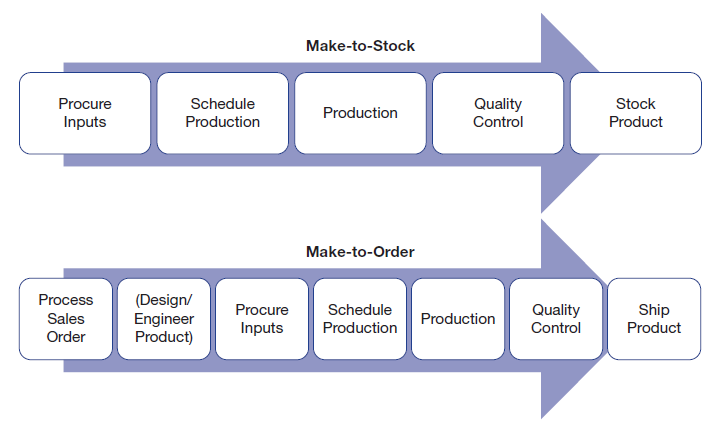 Make-to-Stock
Procure
Inputs
Schedule
Production
Production
Quality
Control
Stock
Product
Make-to-Order
Process
Sales
Order
(Design/
Engineer
Product)
Procure
Inputs
Schedule
Production
Production
Quality
Control
Ship
Product